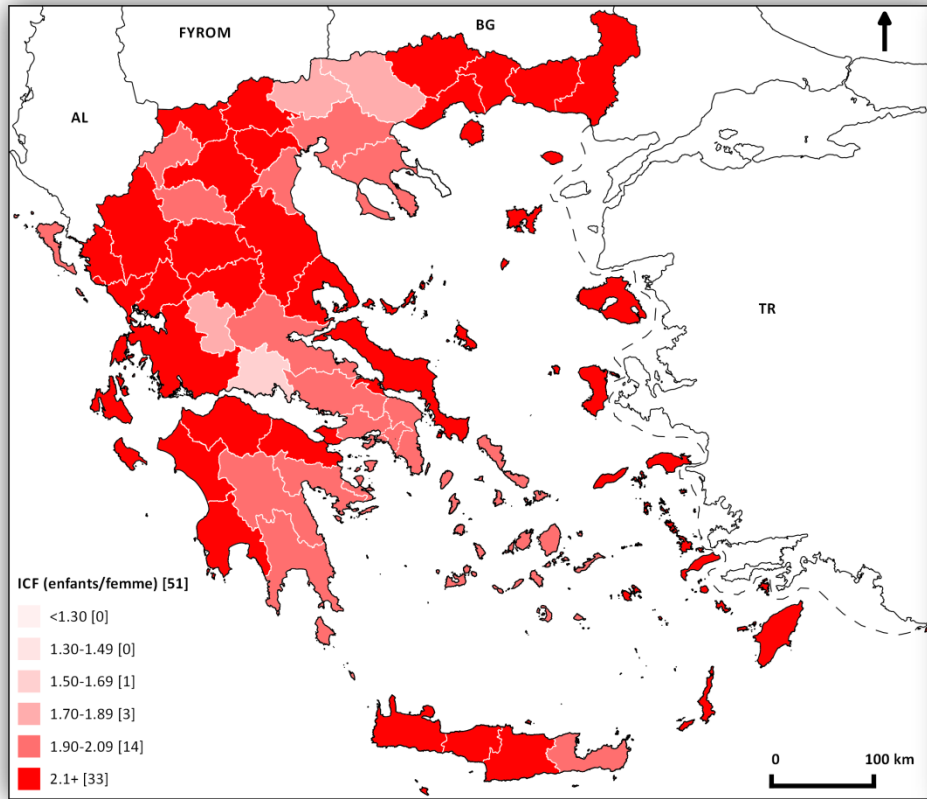 FYROM
BG
AL
TR
ICF (enfants/femme) [51]
<1.30 [0]
1.30-1.49 [0]
1.50-1.69 [1]
1.70-1.89 [3]
1.90-2.09 [14]
2.1+ [33]
0 100 km